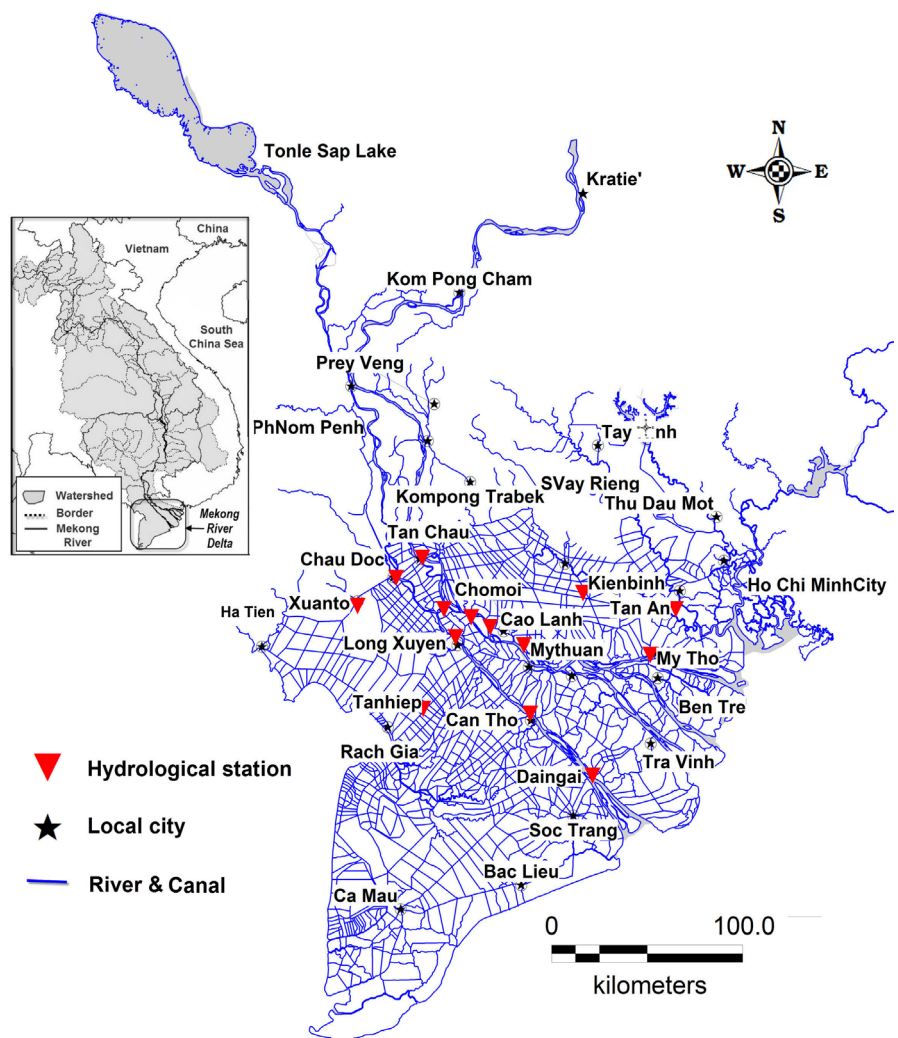 Tonle Sap Lake
N
W
E
S
Kratie'
China
Vietnam
South
China Sea
Kom Pong Cham
Prey Veng
PhNom Penh
Tay nh
SVay Rieng
Kompong Trabek
Thu Dau Mot
Watershed
Border
Mekong
River
Mekong
River
Delta
Tan Chau
Chau Doc
Kienbinh
Ho Chi MinhCity
Xuanto
Chomoi
Tan An
Ha Tien
Cao Lanh
Long Xuyen
Mythuan
My Tho
Tanhiep
Ben Tre
Can Tho
Rach Gia
Tra Vinh
Hydrological station
Daingai
Local city
Soc Trang
River & Canal
Bac Lieu
Ca Mau
0 100.0
kilometers